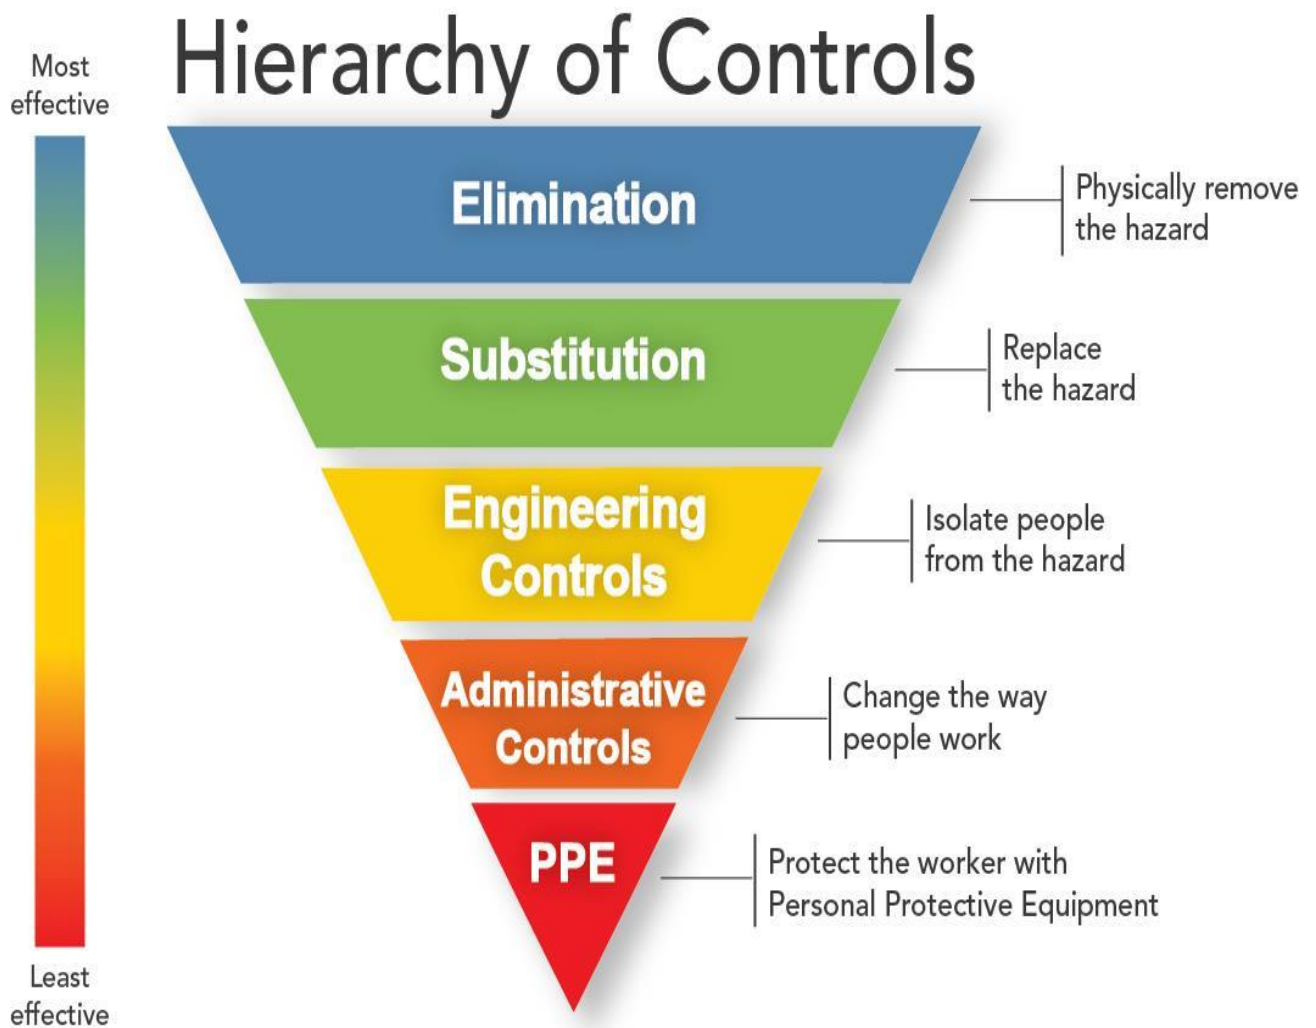 Hierarchy of Controls
Most
effective
Elimination
Physically remove
the hazard
Substitution
Replace
the hazard
Engineering
Controls
Isolate people
from the hazard
Administrative
Controls
Change the way
people work
PPE
Protect the worker with
Personal Protective Equipment
Least
effective